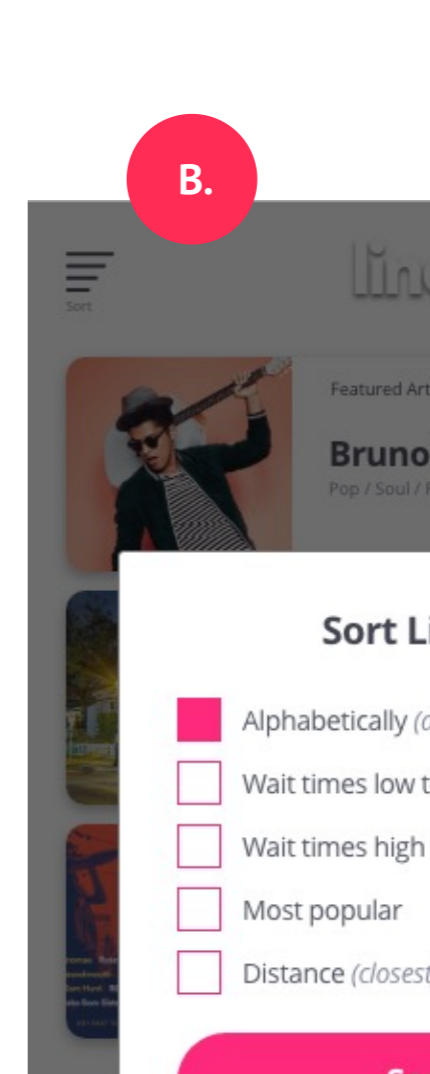 B.
lin
Sort
Featured Art
Bruno
Pop / Soul /
Sort Li
Alphabetically (a
Wait times low t
Wait times high
Most popular
Distance (closest